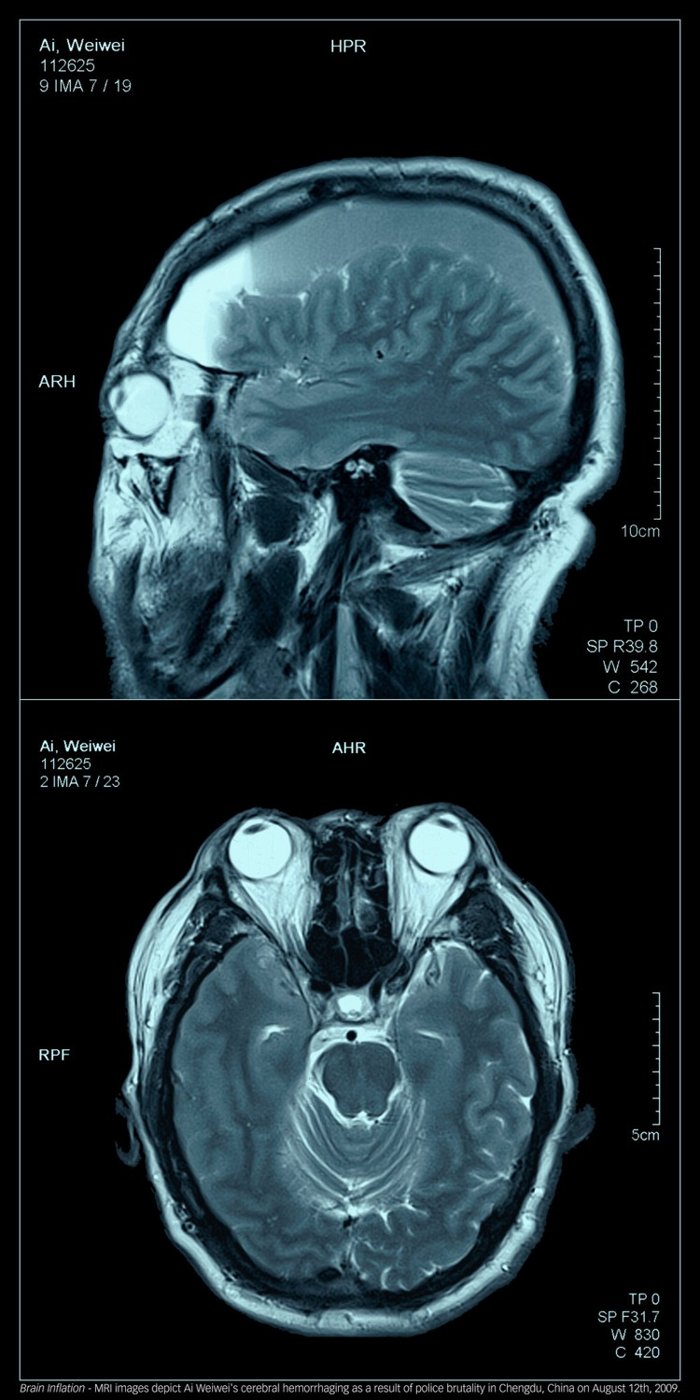 Ai, Weiwei
112625
9 IMA 7 / 19
HPR
ARH
10cm
TP 0
SP R39.8
W 542
C 268
Ai, Weiwei
112625
2 IMA 7 / 23
AHR
RPF
5cm
TP 0
SP F31.7
W 830
C 420
Brain Inflation - MRI images depict Ai Weiwei's cerebral hemorrhaging as a result of police brutality in Chengdu, China on August 12th, 2009.